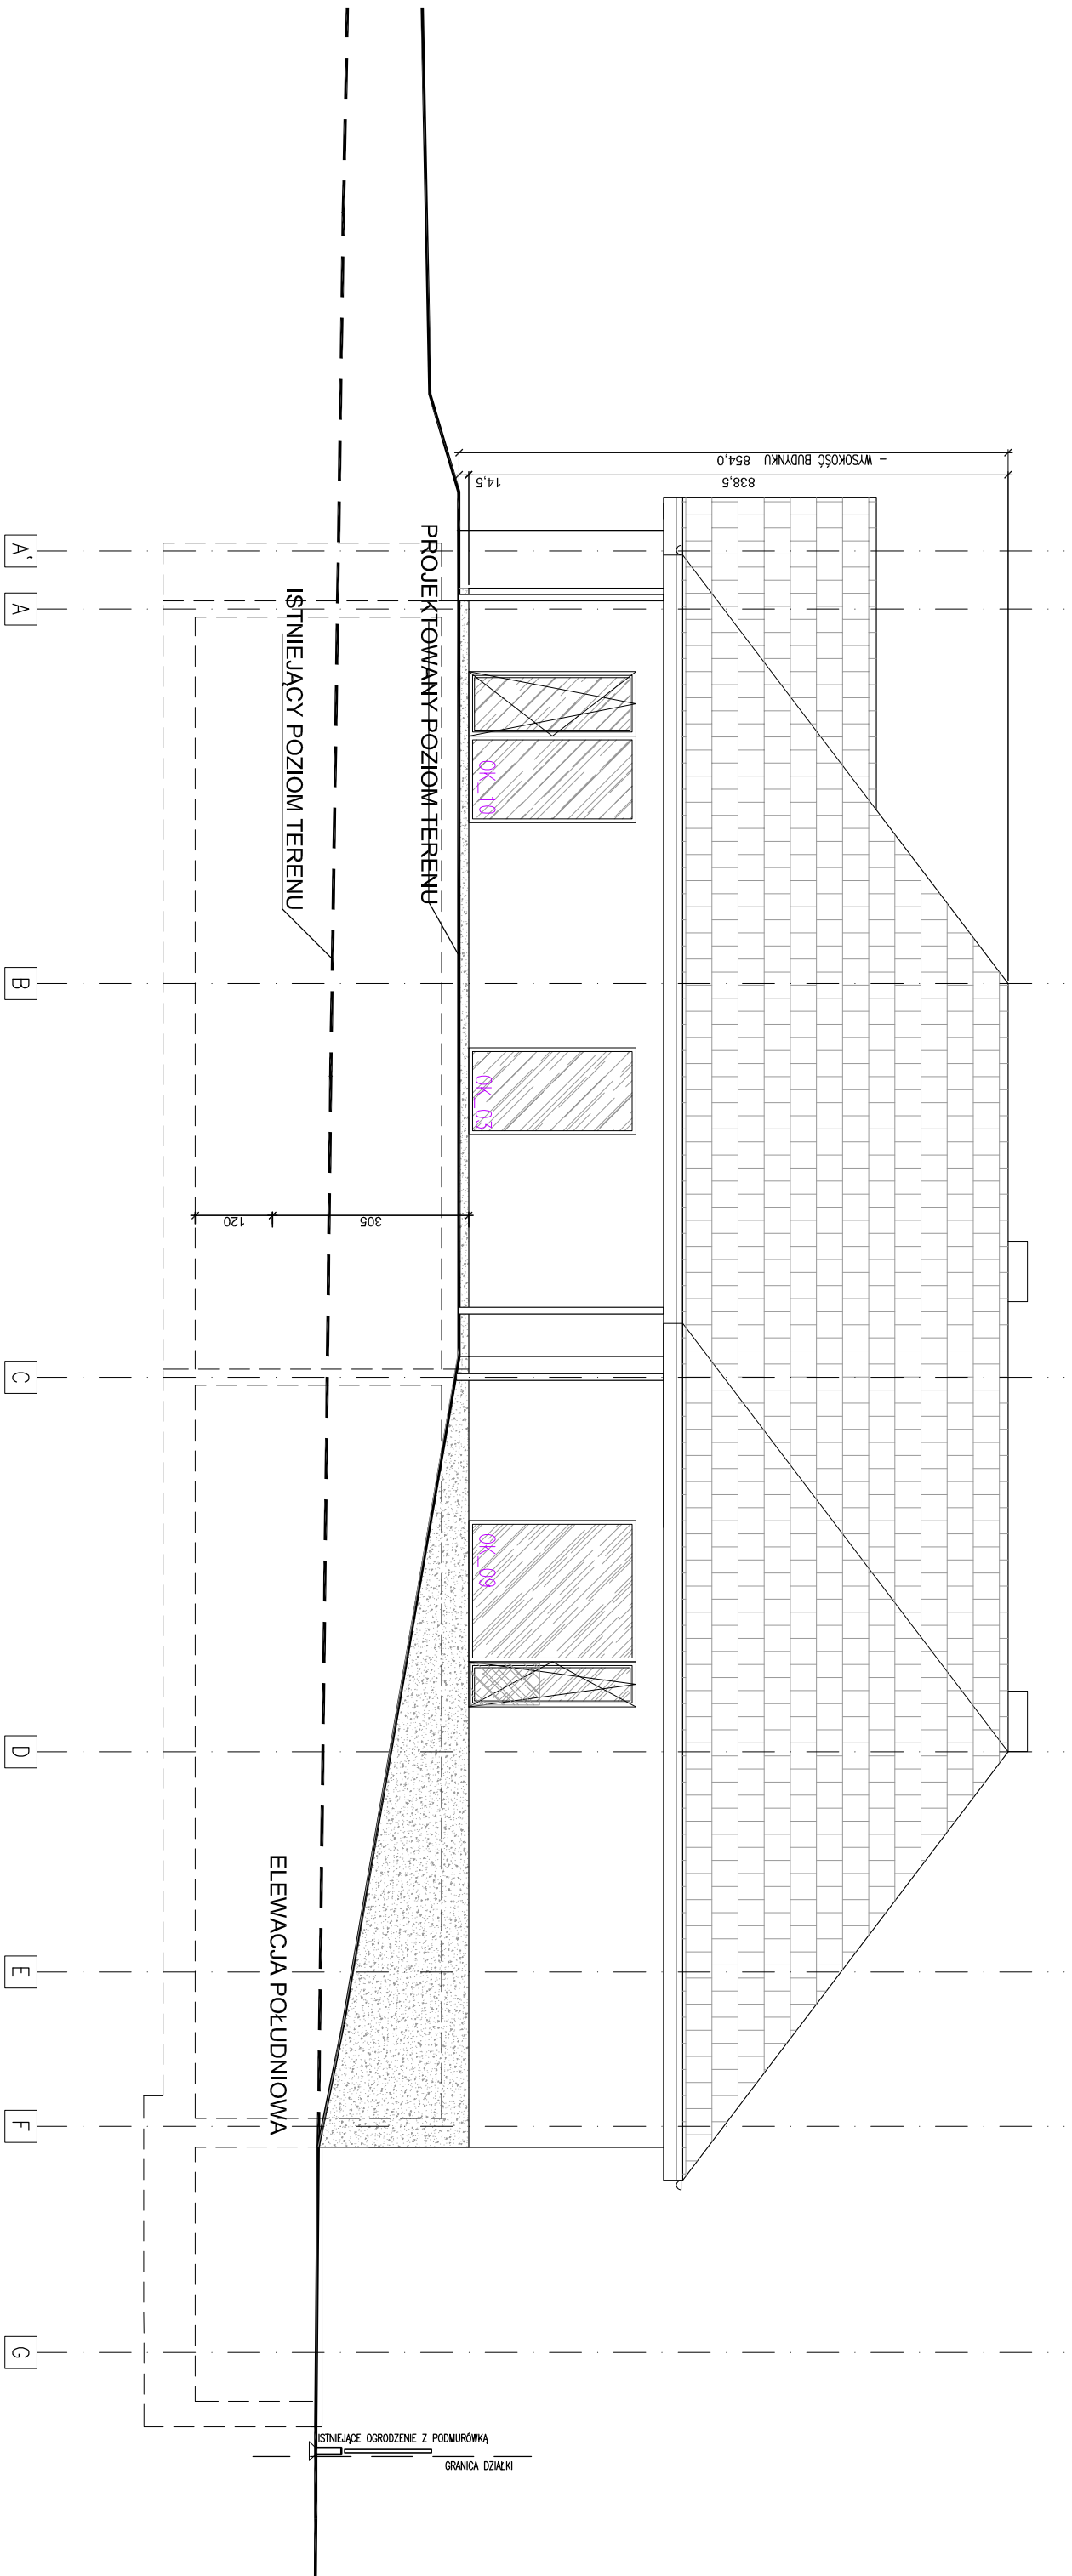 – WYSOKOŚĆ BUDYNKU 854,0
838,5
14,5
A'
A
PROJEKTOWANY POZIOM TERENU
ISTNIEJĄCY POZIOM TERENU
OK_10
B
OK_03
120
305
C
OK_09
D
ELEWACJA POŁUDNIOWA
E
F
G
ISTNIEJĄCE OGRODZENIE Z PODMURÓWKĄ
GRANICA DZIAŁKI